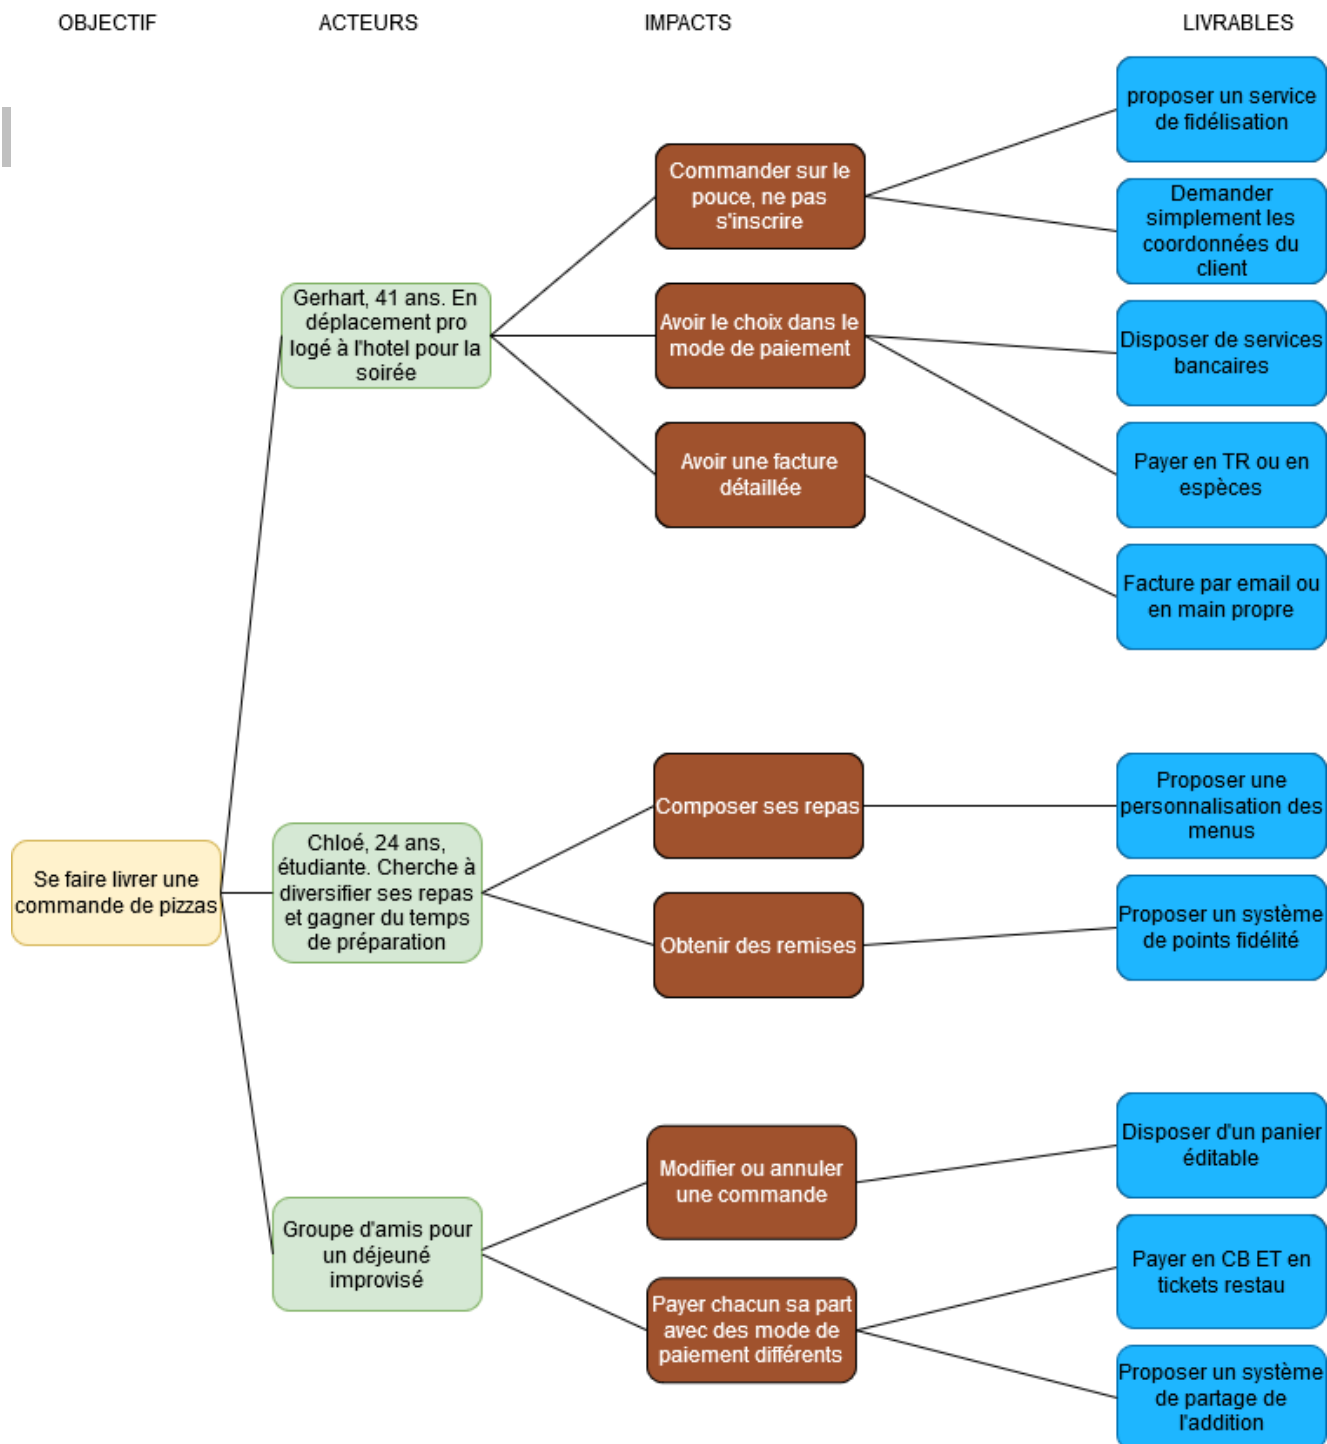 OBJECTIF
ACTEURS
IMPACTS
LIVRABLES
proposer un service
de fidélisation
Commander sur le
pouce, ne pas
s'inscrire
Demander
simplement les
coordonnées du
client
Gerhart, 41 ans. En
déplacement pro
logé à l'hotel pour la
soirée
Avoir le choix dans le
mode de paiement
Disposer de services
bancaires
Avoir une facture
détaillée
Payer en TR ou en
espèces
Facture par email ou
en main propre
Se faire livrer une
commande de pizzas
Chloé, 24 ans,
étudiante. Cherche à
diversifier ses repas
et gagner du temps
de préparation
Composer ses repas
Proposer une
personnalisation des
menus
Obtenir des remises
Proposer un système
de points fidélité
Groupe d'amis pour
un déjeuné
improvisé
Modifier ou annuler
une commande
Disposer d'un panier
éditable
Payer chacun sa part
avec des mode de
paiement différents
Payer en CB ET en
tickets restau
Proposer un système
de partage de
l'addition